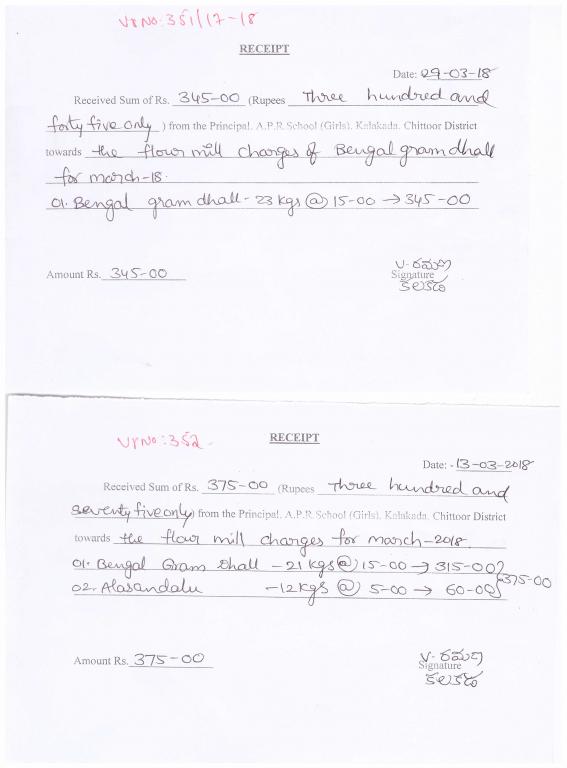 Vr No: 351/17-18
RECEIPT
Date: 29-03-18
Received Sum of Rs. 345-00 (Rupees Three hundred and
forty five only ) from the Principal, A.P.R.School (Girls), Kalakada, Chittoor District
towards the flour mill charges of Bengal gram dhall
for march-18.
01. Bengal gram dhall - 23 kgs @ 15-00 → 345-00
Amount Rs. 345-00
V. రమణ
Signature
కలకడ
Vr No: 352
RECEIPT
Date: -13-03-2018
Received Sum of Rs. 375-00 (Rupees Three hundred and
seventy five only) from the Principal, A.P.R.School (Girls), Kalakada, Chittoor District
towards the flour mill charges for march-2018.
01. Bengal Gram Dhall - 21 kgs @ 15-00 → 315-00
02. Alasandalu - 12 kgs @ 5-00 → 60-00 } 375-00
Amount Rs. 375-00
V. రమణ
Signature
కలకడ